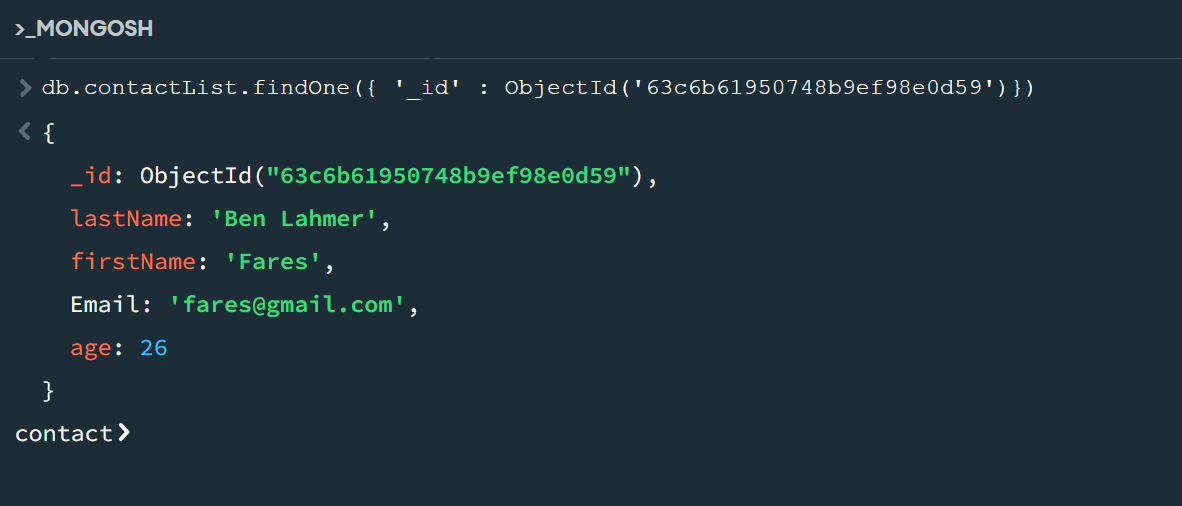 >_MONGOSH
> db.contactList.findOne({ '_id' : ObjectId('63c6b61950748b9ef98e0d59')})
< {
_id: ObjectId("63c6b61950748b9ef98e0d59"),
lastName: 'Ben Lahmer',
firstName: 'Fares',
Email: 'fares@gmail.com',
age: 26
}
contact>